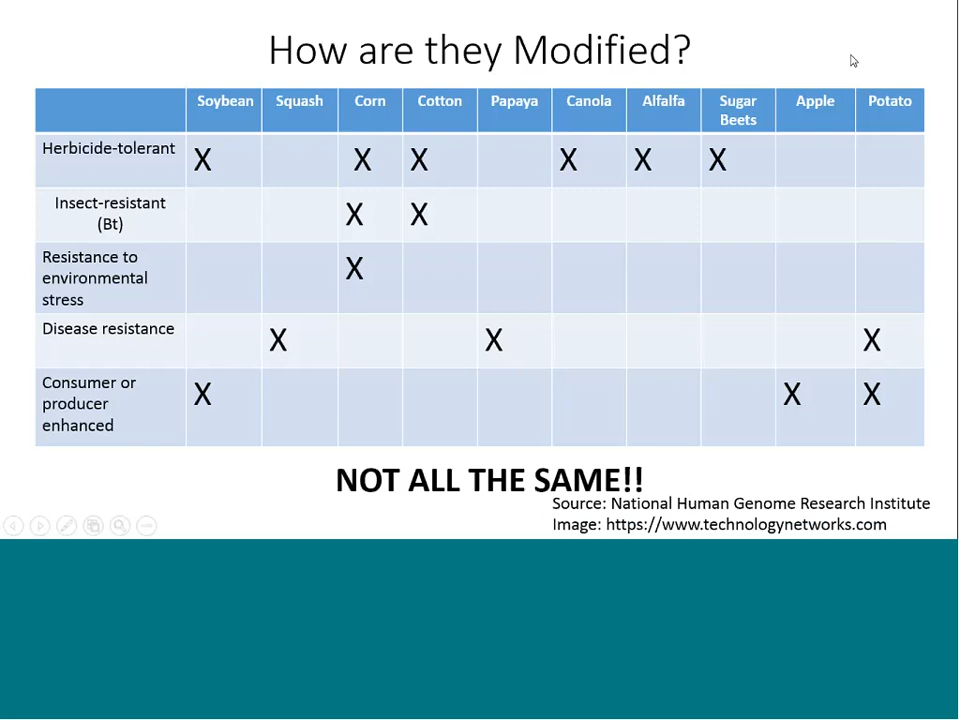 How are they Modified?
Soybean Squash Corn Cotton Papaya Canola Alfalfa Sugar Beets Apple Potato
Herbicide-tolerant X X X X X X
Insect-resistant
(Bt) X X
Resistance to
environmental
stress X
Disease resistance X X X
Consumer or
producer
enhanced X X X
NOT ALL THE SAME!!
Source: National Human Genome Research Institute
Image: https://www.technologynetworks.com